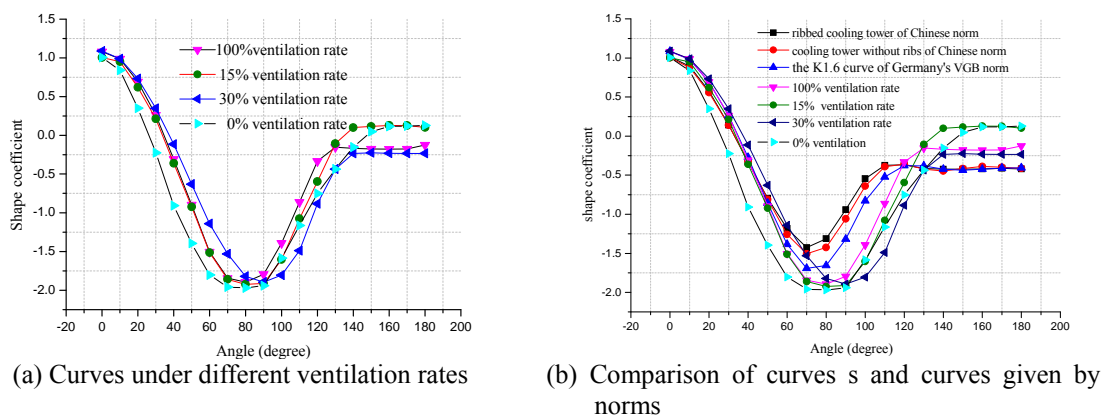 1.5
1.0
0.5
0.0
-0.5
-1.0
-1.5
-2.0
Shape coefficient
100%ventilation rate
15% ventilation rate
30% ventilation rate
0% ventilation rate
-20 0 20 40 60 80 100 120 140 160 180 200
Angle (degree)
(a) Curves under different ventilation rates
1.5
1.0
0.5
0.0
-0.5
-1.0
-1.5
-2.0
shape coefficient
ribbed cooling tower of Chinese norm
cooling tower without ribs of Chinese norm
the K1.6 curve of Germany's VGB norm
100% ventilation rate
15% ventilation rate
30% ventilation rate
0% ventilation
-20 0 20 40 60 80 100 120 140 160 180 200
Angle (degree)
(b) Comparison of curves s and curves given by
norms